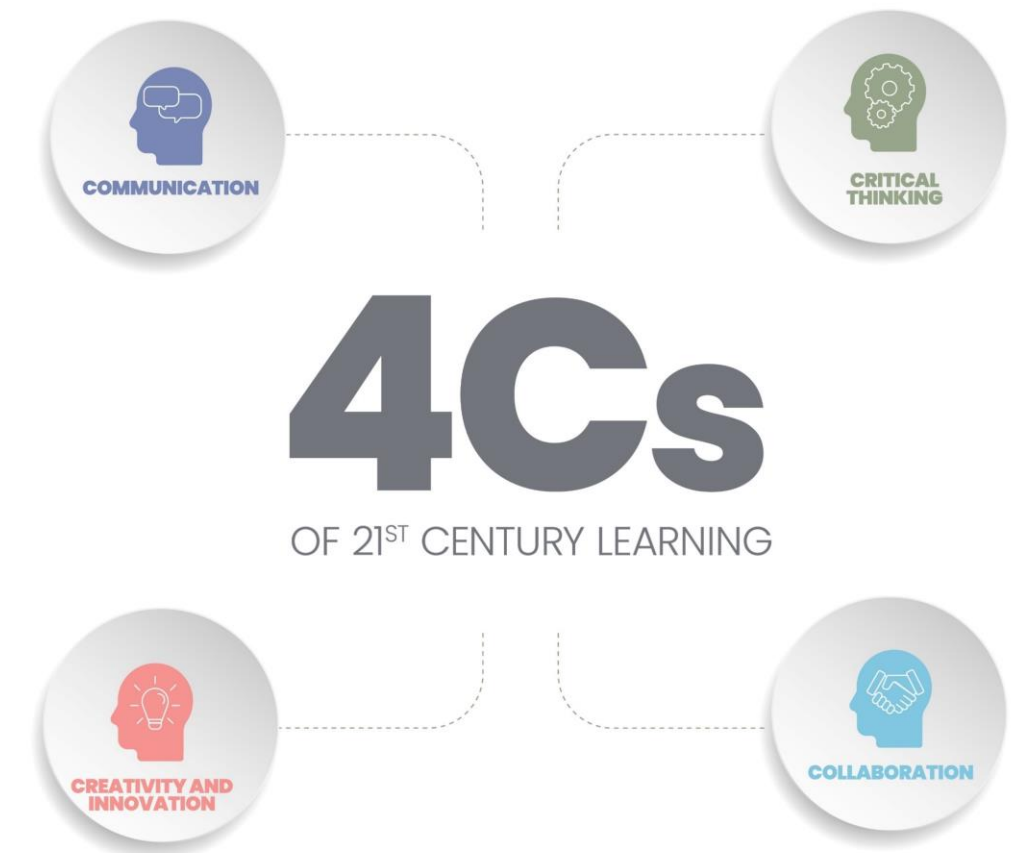 COMMUNICATION
CRITICAL
THINKING
4Cs
OF 21ST CENTURY LEARNING
CREATIVITY AND
INNOVATION
COLLABORATION